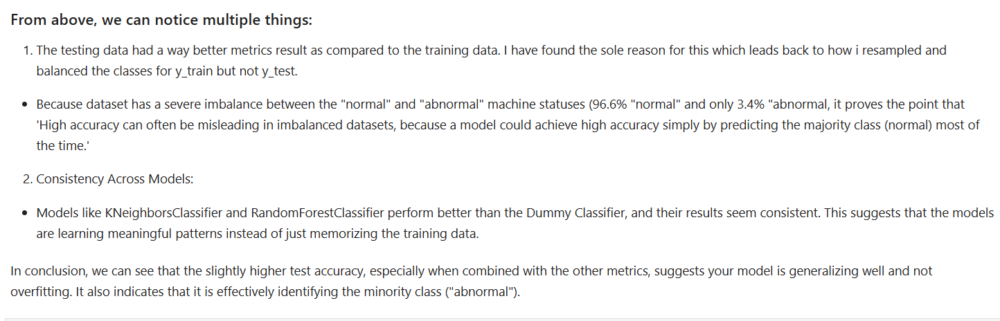 From above, we can notice multiple things:
1. The testing data had a way better metrics result as compared to the training data. I have found the sole reason for this which leads back to how i resampled and
balanced the classes for y_train but not y_test.
• Because dataset has a severe imbalance between the "normal" and "abnormal" machine statuses (96.6% "normal" and only 3.4% "abnormal, it proves the point that
'High accuracy can often be misleading in imbalanced datasets, because a model could achieve high accuracy simply by predicting the majority class (normal) most of
the time.'
2. Consistency Across Models:
• Models like KNeighborsClassifier and RandomForestClassifier perform better than the Dummy Classifier, and their results seem consistent. This suggests that the models
are learning meaningful patterns instead of just memorizing the training data.
In conclusion, we can see that the slightly higher test accuracy, especially when combined with the other metrics, suggests your model is generalizing well and not
overfitting. It also indicates that it is effectively identifying the minority class ("abnormal").